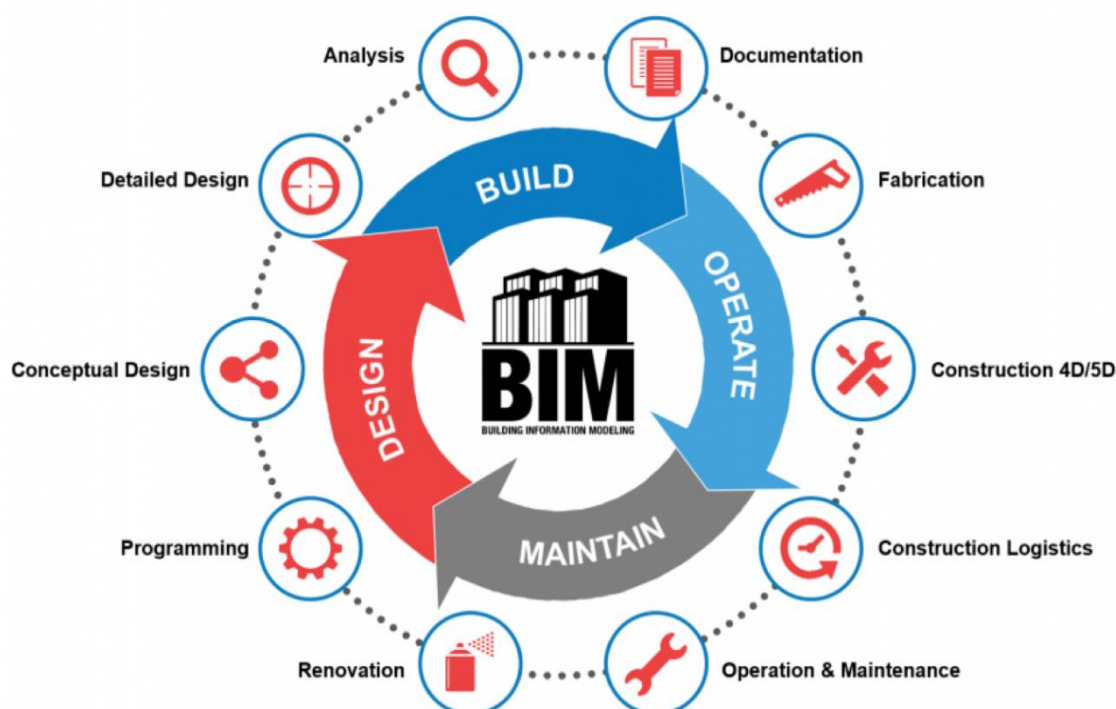 Analysis
Documentation
Detailed Design
BUILD
Fabrication
OPERATE
Conceptual Design
DESIGN
BIM
BUILDING INFORMATION MODELING
Construction 4D/5D
Programming
MAINTAIN
Construction Logistics
Renovation
Operation & Maintenance